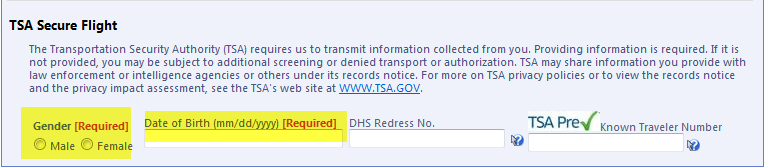 TSA Secure Flight
The Transportation Security Authority (TSA) requires us to transmit information collected from you. Providing information is required. If it is
not provided, you may be subject to additional screening or denied transport or authorization. TSA may share information you provide with
law enforcement or intelligence agencies or others under its records notice. For more on TSA privacy policies or to view the records notice
and the privacy impact assessment, see the TSA's web site at WWW.TSA.GOV.
Gender [Required] Date of Birth (mm/dd/yyyy) [Required] DHS Redress No. TSA Pre Known Traveler Number
Male Female